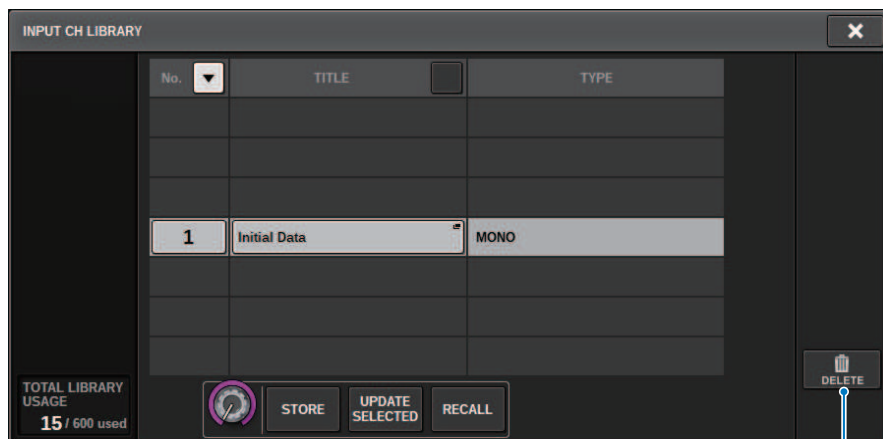 INPUT CH LIBRARY
No. TITLE TYPE
1 Initial Data MONO
TOTAL LIBRARY
USAGE
15 / 600 used
STORE
UPDATE
SELECTED
RECALL
DELETE